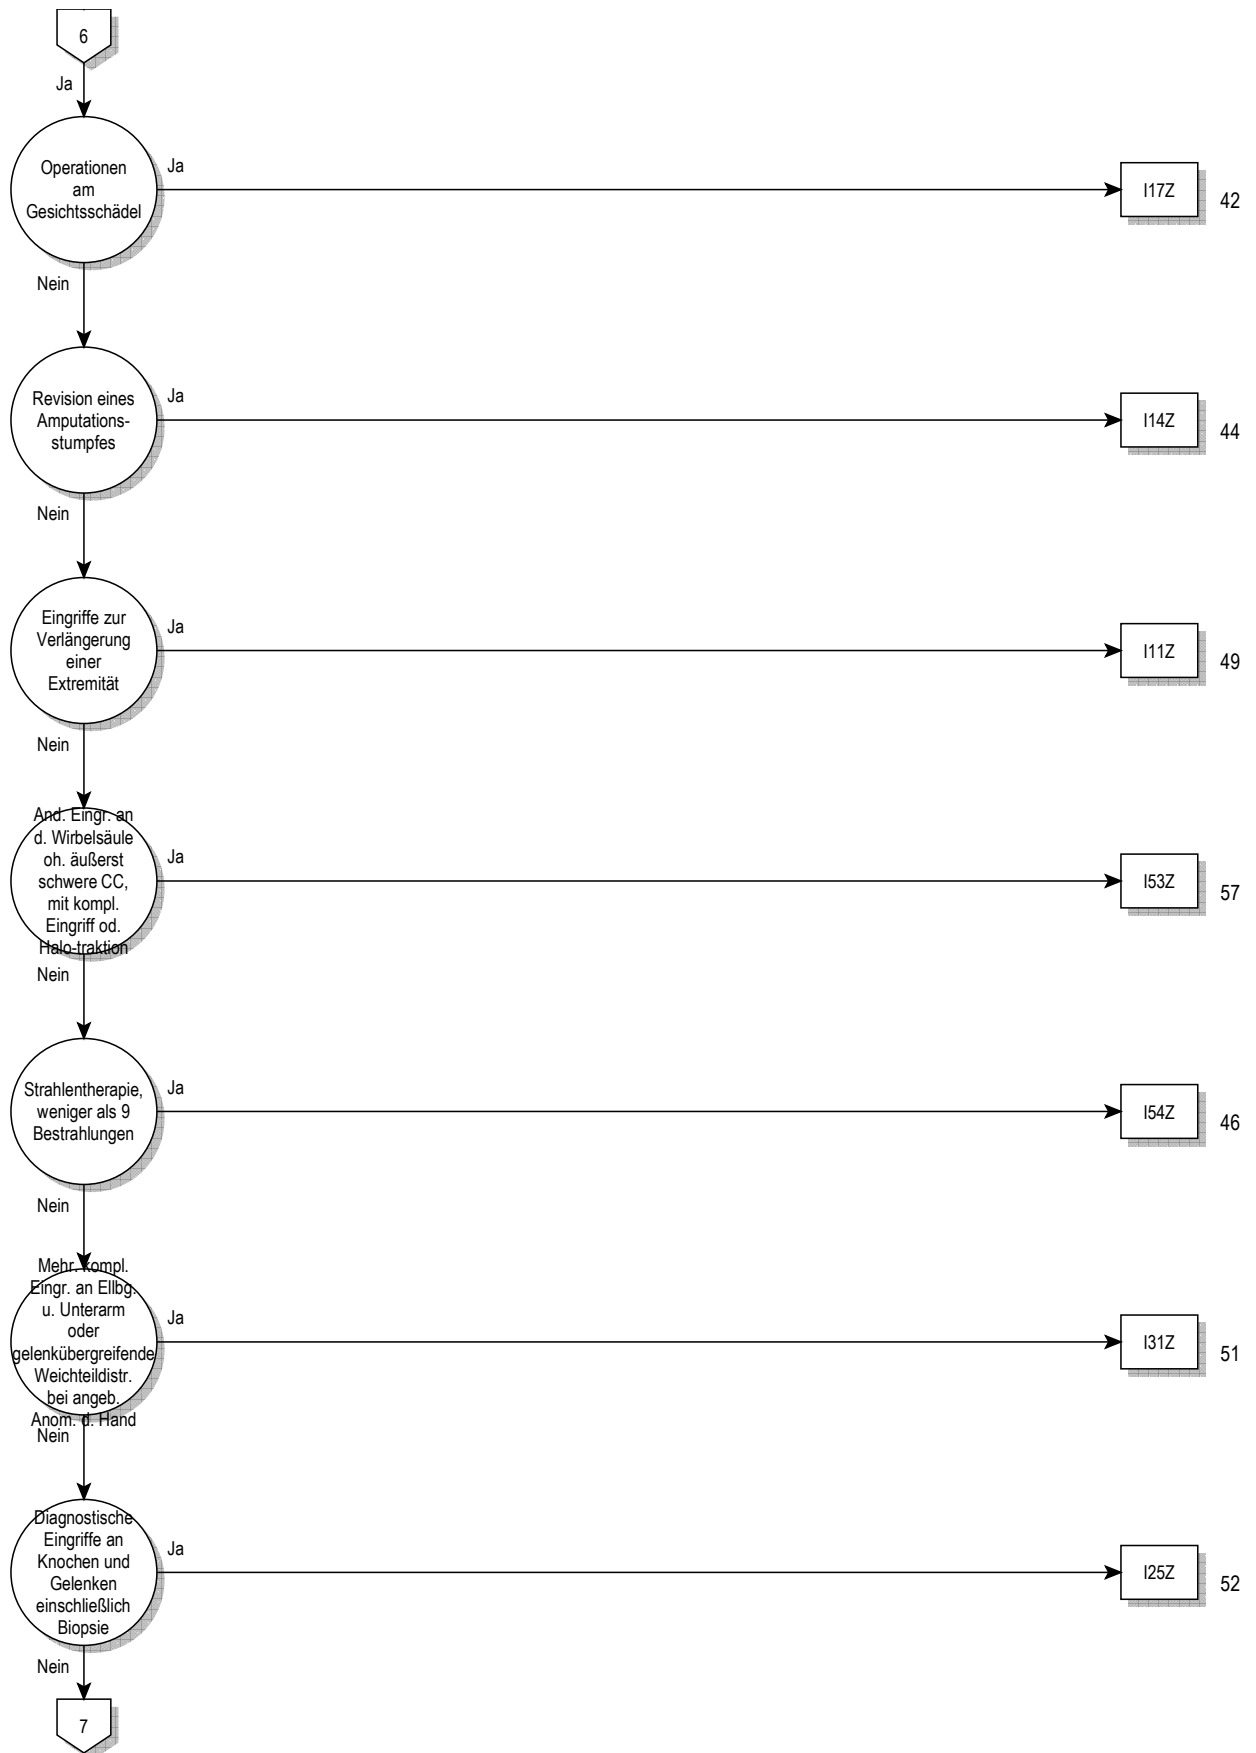 6
Ja
Operationen
am
Gesichtsschädel
Ja
I17Z
42
Nein
Revision eines
Amputations-
stumpfes
Ja
I14Z
44
Nein
Eingriffe zur
Verlängerung
einer
Extremität
Ja
I11Z
49
Nein
And. Eingr. an
d. Wirbelsäule
oh. äußerst
schwere CC,
mit kompl.
Eingriff od.
Halo-traktion
Ja
I53Z
57
Nein
Strahlentherapie,
weniger als 9
Bestrahlungen
Ja
I54Z
46
Nein
Mehr. kompl.
Eingr. an Ellbg.
u. Unterarm
oder
gelenkübergreifende
Weichteildistr.
bei angeb.
Anom. d. Hand
Ja
I31Z
51
Nein
Diagnostische
Eingriffe an
Knochen und
Gelenken
einschließlich
Biopsie
Ja
I25Z
52
Nein
7